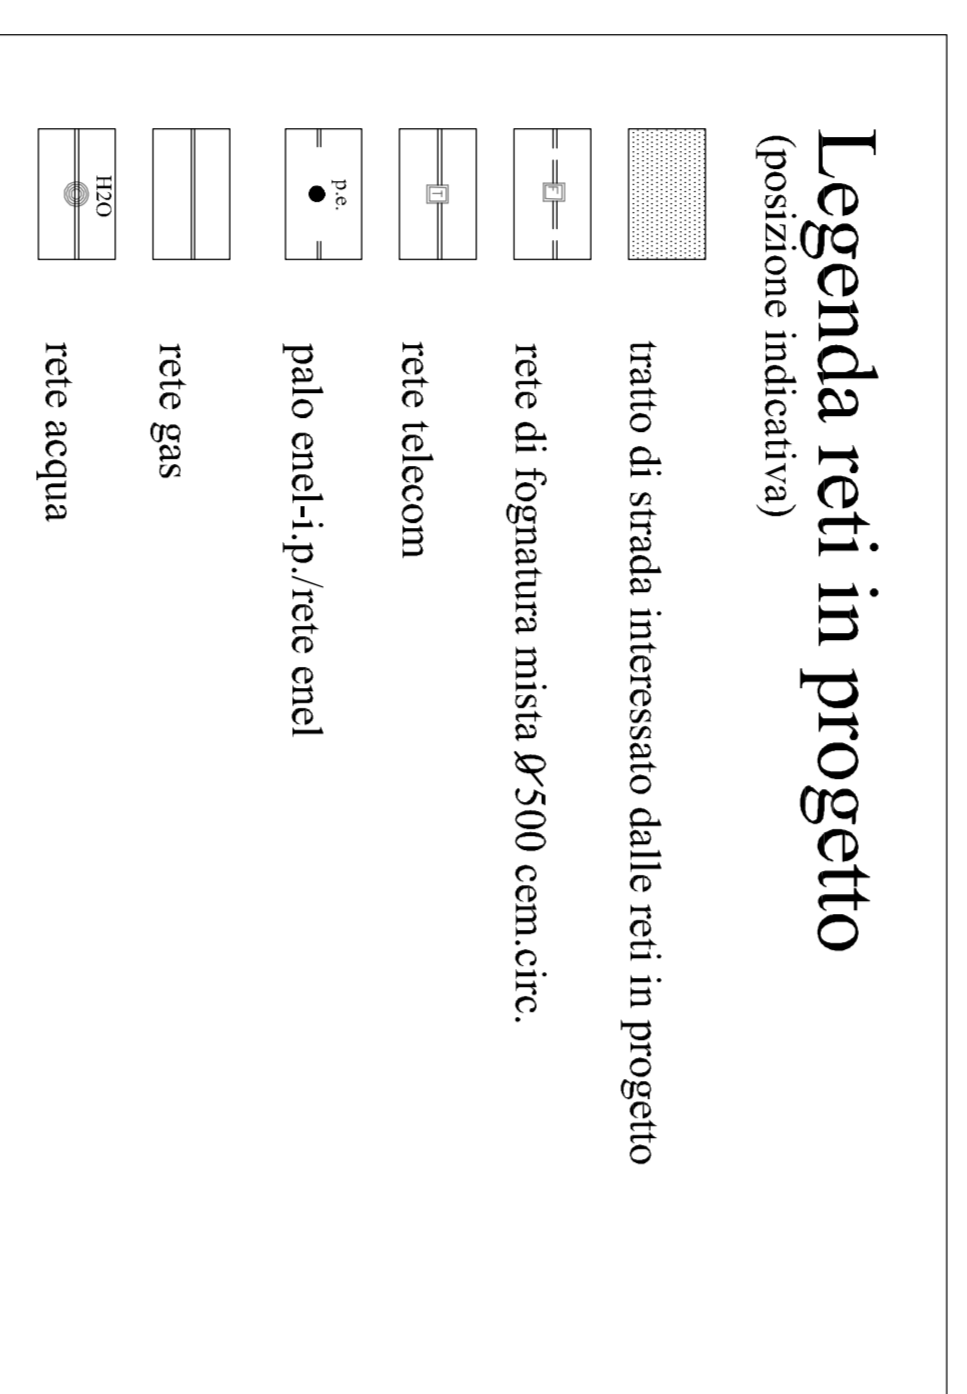 Legenda reti in progetto
(posizione indicativa)
tratto di strada interessato dalle reti in progetto
F
rete di fognatura mista Ø500 cem.circ.
T
rete telecom
p.e.
palo enel-i.p./rete enel
rete gas
H2O
rete acqua